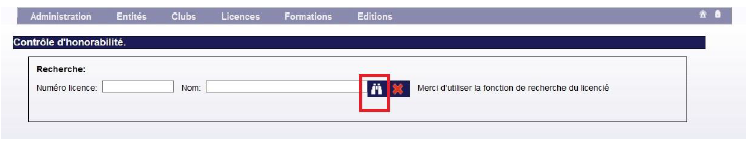 Administration Entités Clubs Licences Formations Editions
Contrôle d'honorabilité.
Recherche:
Numéro licence: Nom: Merci d'utiliser la fonction de recherche du licencié